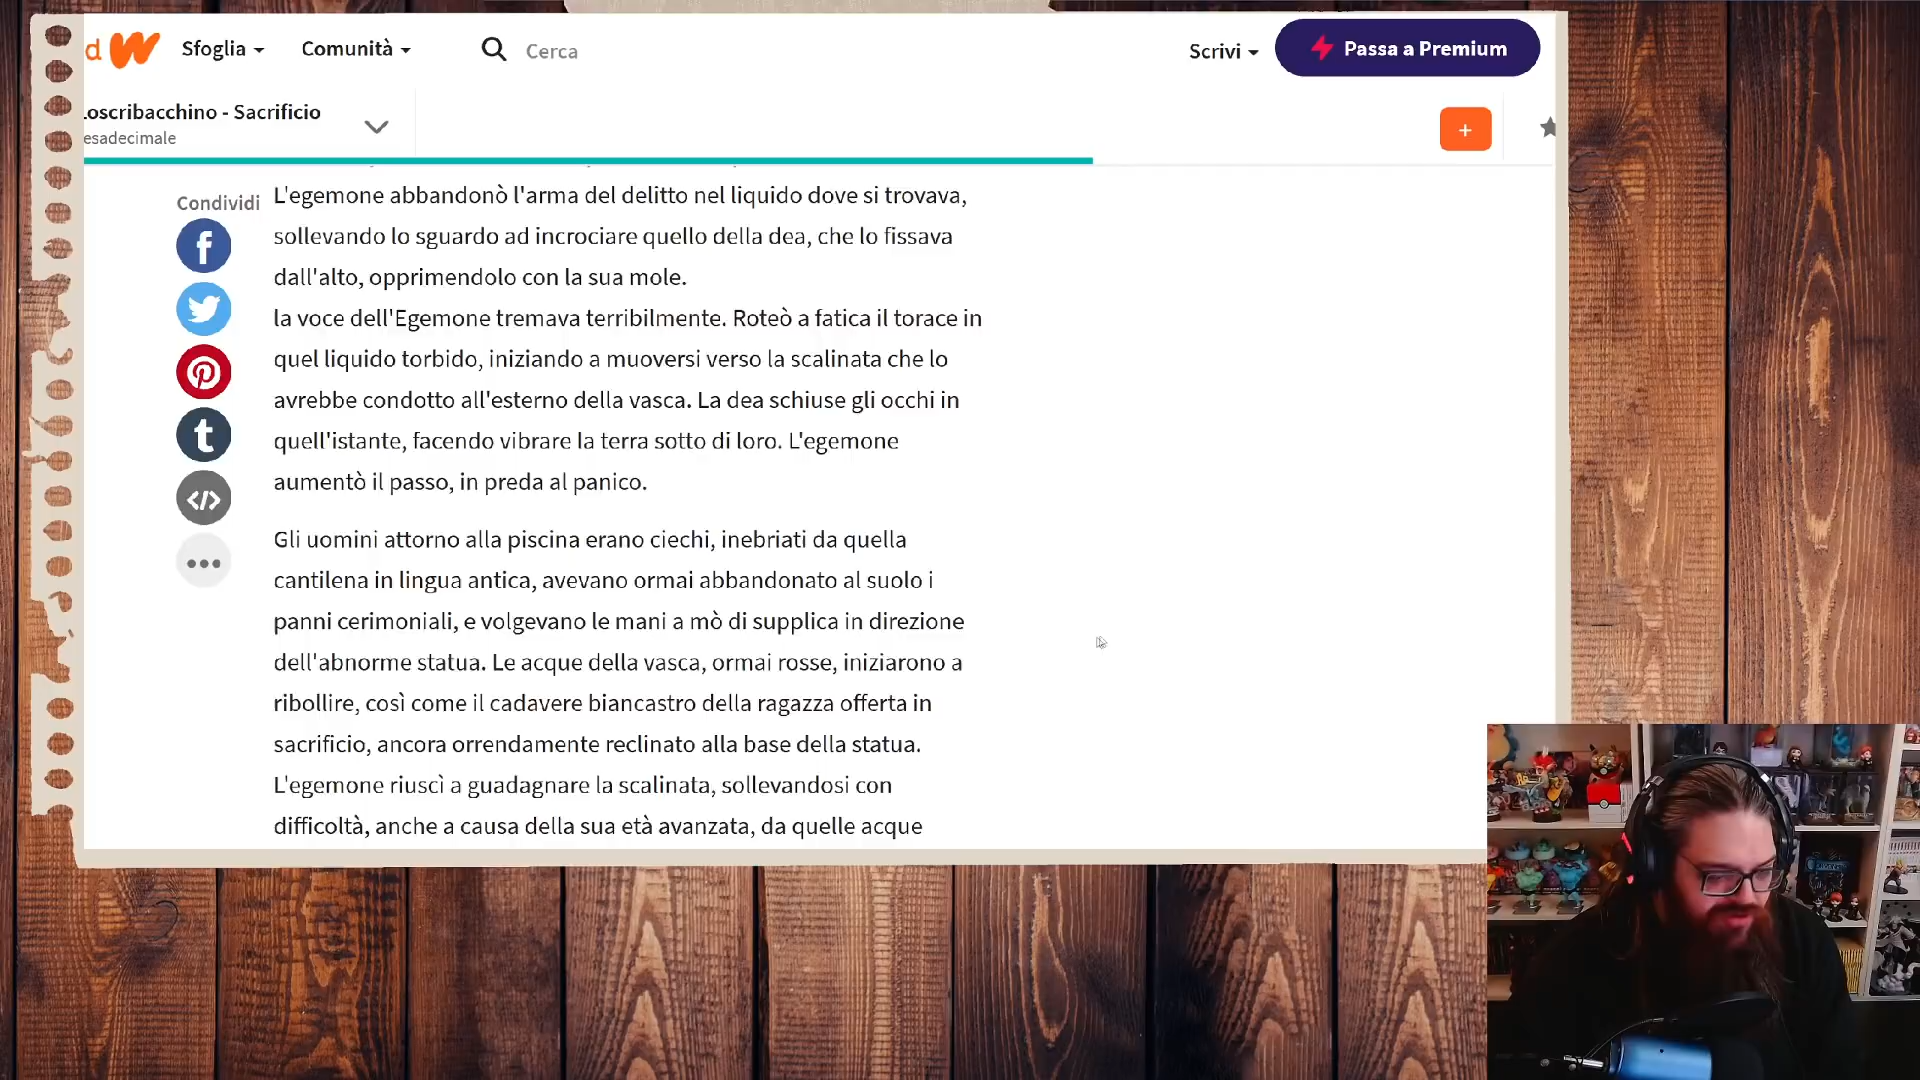 d
Sfoglia
Comunità
Cerca
Scrivi
Passa a Premium
Loscribacchino - Sacrificio
esadecimale
+
Condividi
L'egemone abbandonò l'arma del delitto nel liquido dove si trovava,
sollevando lo sguardo ad incrociare quello della dea, che lo fissava
dall'alto, opprimendolo con la sua mole.
la voce dell'Egemone tremava terribilmente. Roteò a fatica il torace in
quel liquido torbido, iniziando a muoversi verso la scalinata che lo
avrebbe condotto all'esterno della vasca. La dea schiuse gli occhi in
quell'istante, facendo vibrare la terra sotto di loro. L'egemone
aumentò il passo, in preda al panico.
Gli uomini attorno alla piscina erano ciechi, inebriati da quella
cantilena in lingua antica, avevano ormai abbandonato al suolo i
panni cerimoniali, e volgevano le mani a mò di supplica in direzione
dell'abnorme statua. Le acque della vasca, ormai rosse, iniziarono a
ribollire, così come il cadavere biancastro della ragazza offerta in
sacrificio, ancora orrendamente reclinato alla base della statua.
L'egemone riuscì a guadagnare la scalinata, sollevandosi con
difficoltà, anche a causa della sua età avanzata, da quelle acque